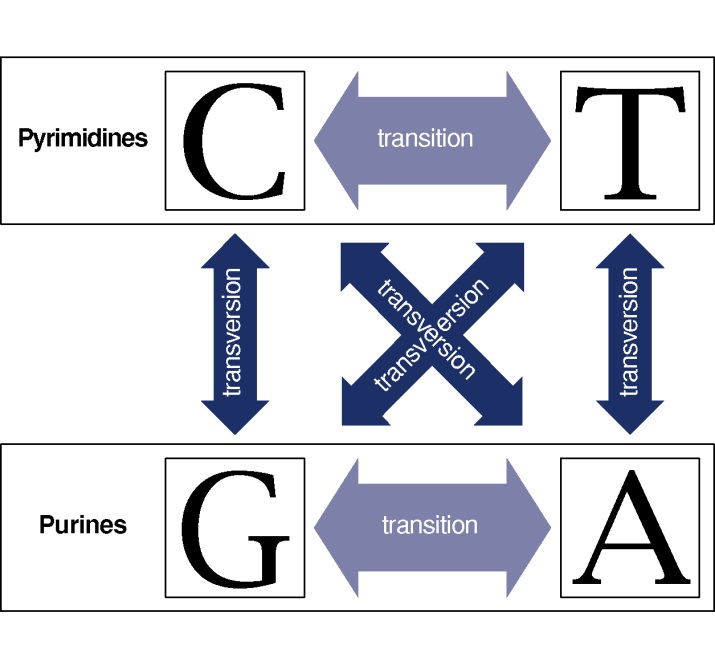 Pyrimidines
C
transition
T
transversion
transversion
transversion
transversion
Purines
G
transition
A